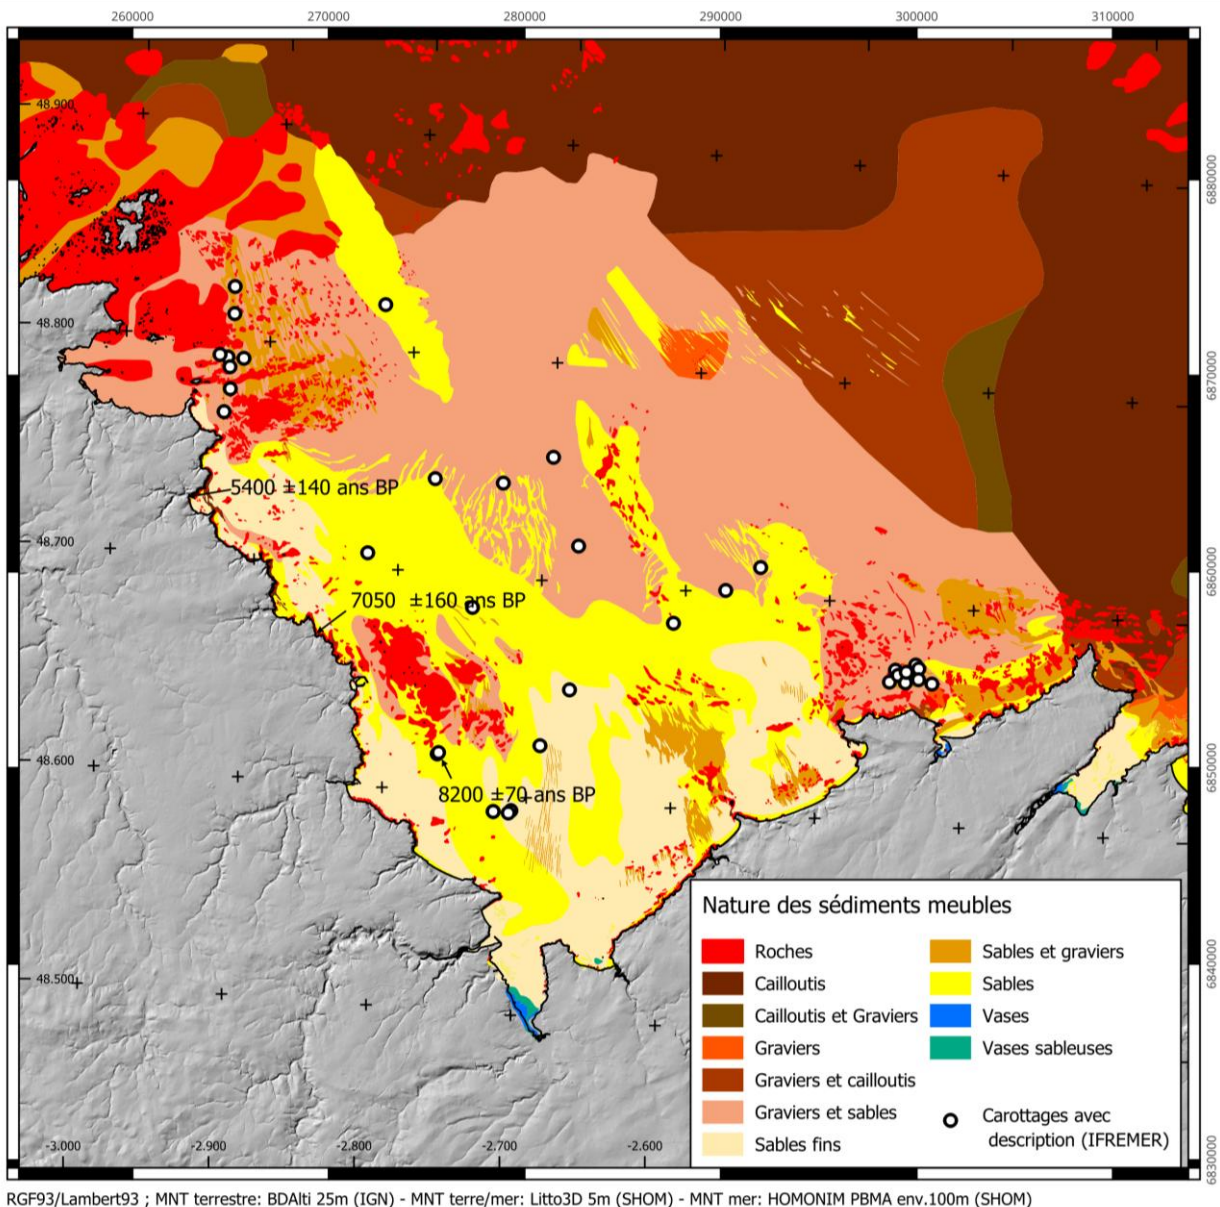 260000 270000 280000 290000 300000 310000
48.900
6880000
48.800
6870000
5400 ±140 ans BP
48.700
6860000
7050 ±160 ans BP
48.600
6850000
8200 ±70 ans BP
Nature des sédiments meubles
Roches
Cailloutis
Cailloutis et Graviers
Graviers
Graviers et cailloutis
Graviers et sables
Sables fins
Sables et graviers
Sables
Vases
Vases sableuses
Carottages avec
description (IFREMER)
48.500
6840000
-3.000 -2.900 -2.800 -2.700 -2.600
6830000
RGF93/Lambert93 ; MNT terrestre: BDAlti 25m (IGN) - MNT terre/mer: Litto3D 5m (SHOM) - MNT mer: HOMONIM PBMA env.100m (SHOM)